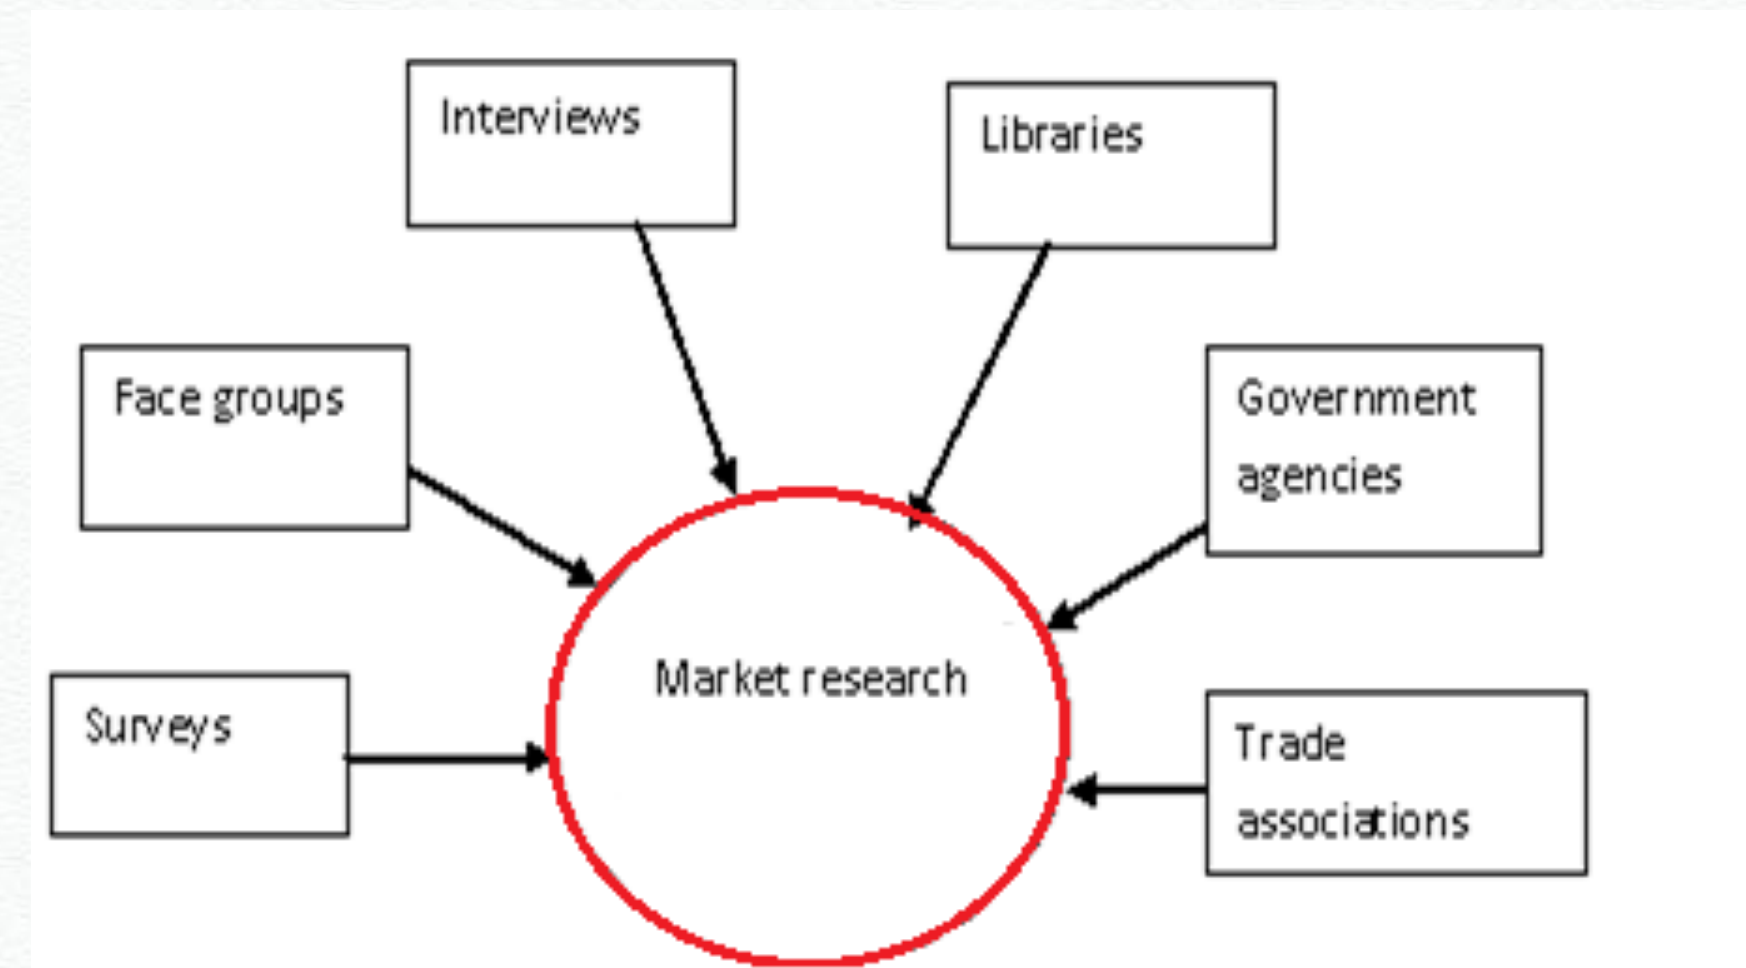 Interviews
Libraries
Face groups
Government
agencies
Market research
Surveys
Trade
associations